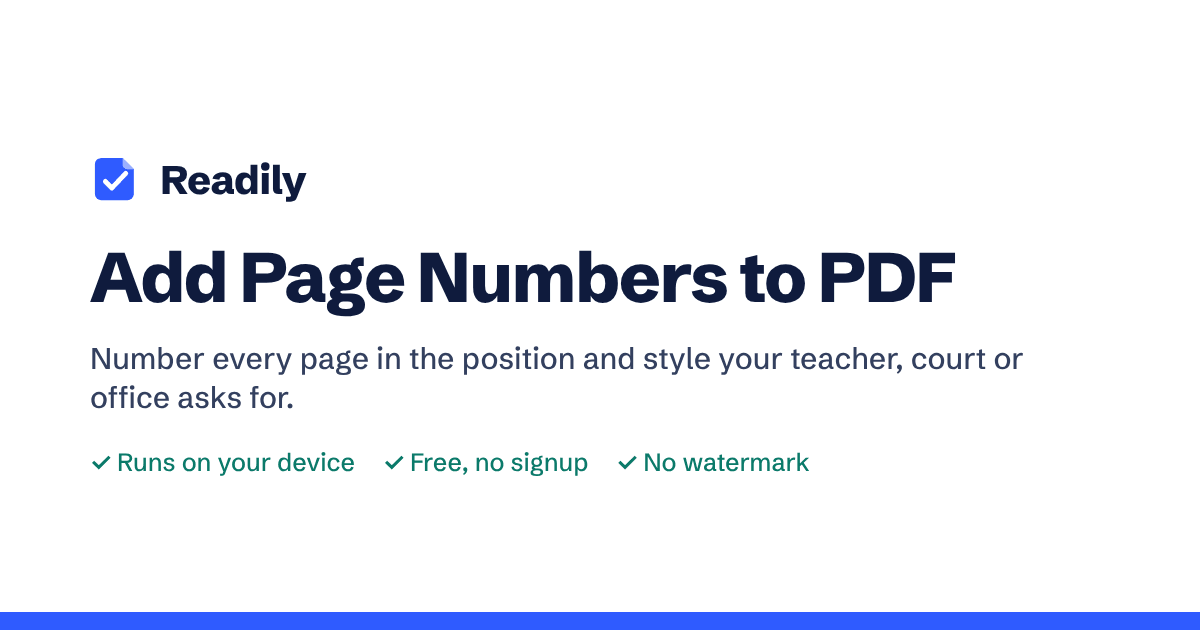 Readily
Add Page Numbers to PDF
Number every page in the position and style your teacher, court or
office asks for.
✓ Runs on your device ✓ Free, no signup ✓ No watermark